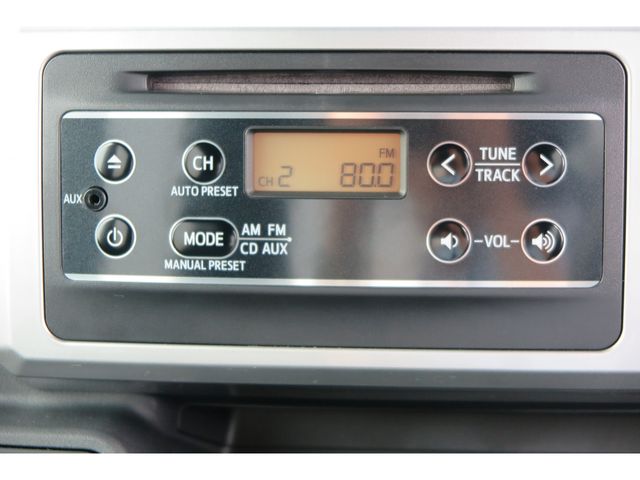 CH
AUTO PRESET
FM
CH 2 80.0
TUNE
TRACK
AUX
MODE
AM FM
CD AUX
MANUAL PRESET
VOL